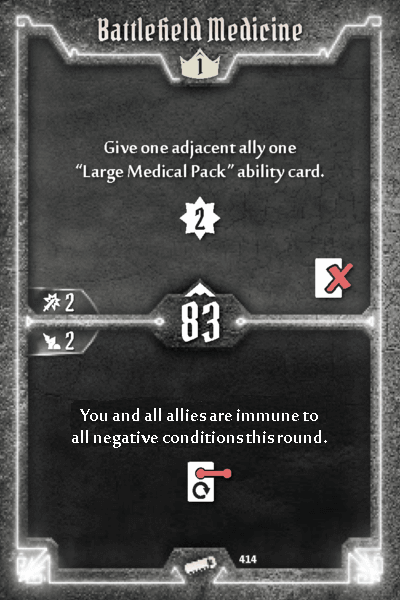 Battlefield Medicine
1
Give one adjacent ally one
“Large Medical Pack” ability card.
2
2
83
2
You and all allies are immune to
all negative conditions this round.
414